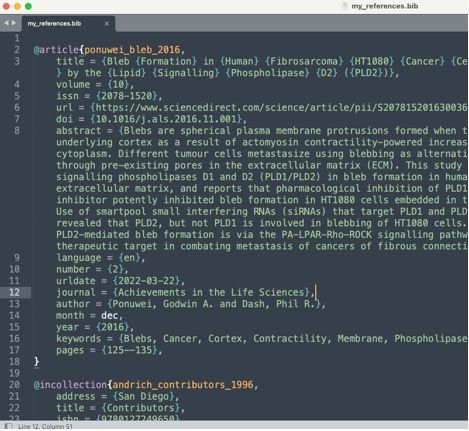 my_references.bib
my_references.bib ×
1
2 @article{ponuwei_bleb_2016,
3 title = {Bleb {Formation} in {Human} {Fibrosarcoma} {HT1080} {Cancer} {Ce
} by the {Lipid} {Signalling} {Phospholipase} {D2} ({PLD2})},
4 volume = {10},
5 issn = {2078-1520},
6 url = {https://www.sciencedirect.com/science/article/pii/S207815201630036
7 doi = {10.1016/j.als.2016.11.001},
8 abstract = {Blebs are spherical plasma membrane protrusions formed when t
underlying cortex as a result of actomyosin contractility-powered increas
cytoplasm. Different tumour cells metastasize using blebbing as alternati
through pre-existing pores in the extracellular matrix (ECM). This study
signalling phospholipases D1 and D2 (PLD1/PLD2) in bleb formation in huma
extracellular matrix, and reports that pharmacological inhibition of PLD1
inhibitor potently inhibited bleb formation in HT1080 cells embedded in t
Use of smartpool small interfering RNAs (siRNAs) that target PLD1 and PLD
revealed that PLD2, but not PLD1 is involved in blebbing of HT1080 cells.
PLD2-mediated bleb formation is via the PA-LPAR-Rho-ROCK signalling pathw
therapeutic target in combating metastasis of cancers of fibrous connecti
9 language = {en},
10 number = {2},
11 urldate = {2022-03-22},
12 journal = {Achievements in the Life Sciences},
13 author = {Ponuwei, Godwin A. and Dash, Phil R.},
14 month = dec,
15 year = {2016},
16 keywords = {Blebs, Cancer, Cortex, Contractility, Membrane, Phospholipase
17 pages = {125--135},
18 }
19
20 @incollection{andrich_contributors_1996,
21 address = {San Diego},
22 title = {Contributors},
23 isbn = {9780127249650},
Line 12, Column 51